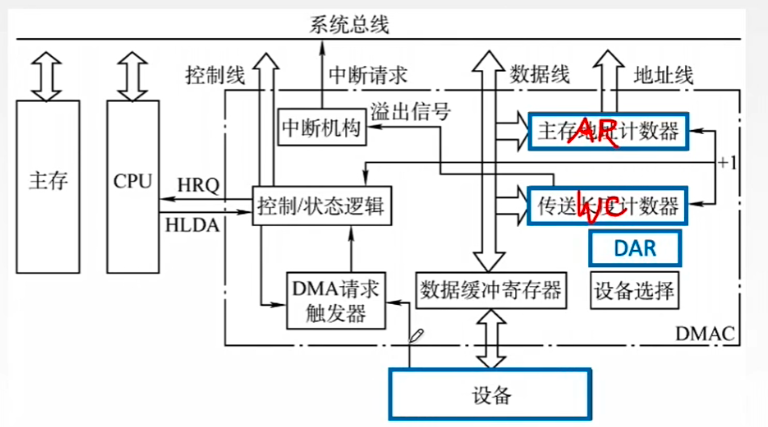 系统总线
控制线
中断请求
数据线
地址线
溢出信号
中断机构
主存地址计数器
AR
主存
CPU
HRQ
HLDA
控制/状态逻辑
+1
传送长度计数器
WC
DAR
DMA请求
触发器
数据缓冲寄存器
设备选择
DMAC
设备